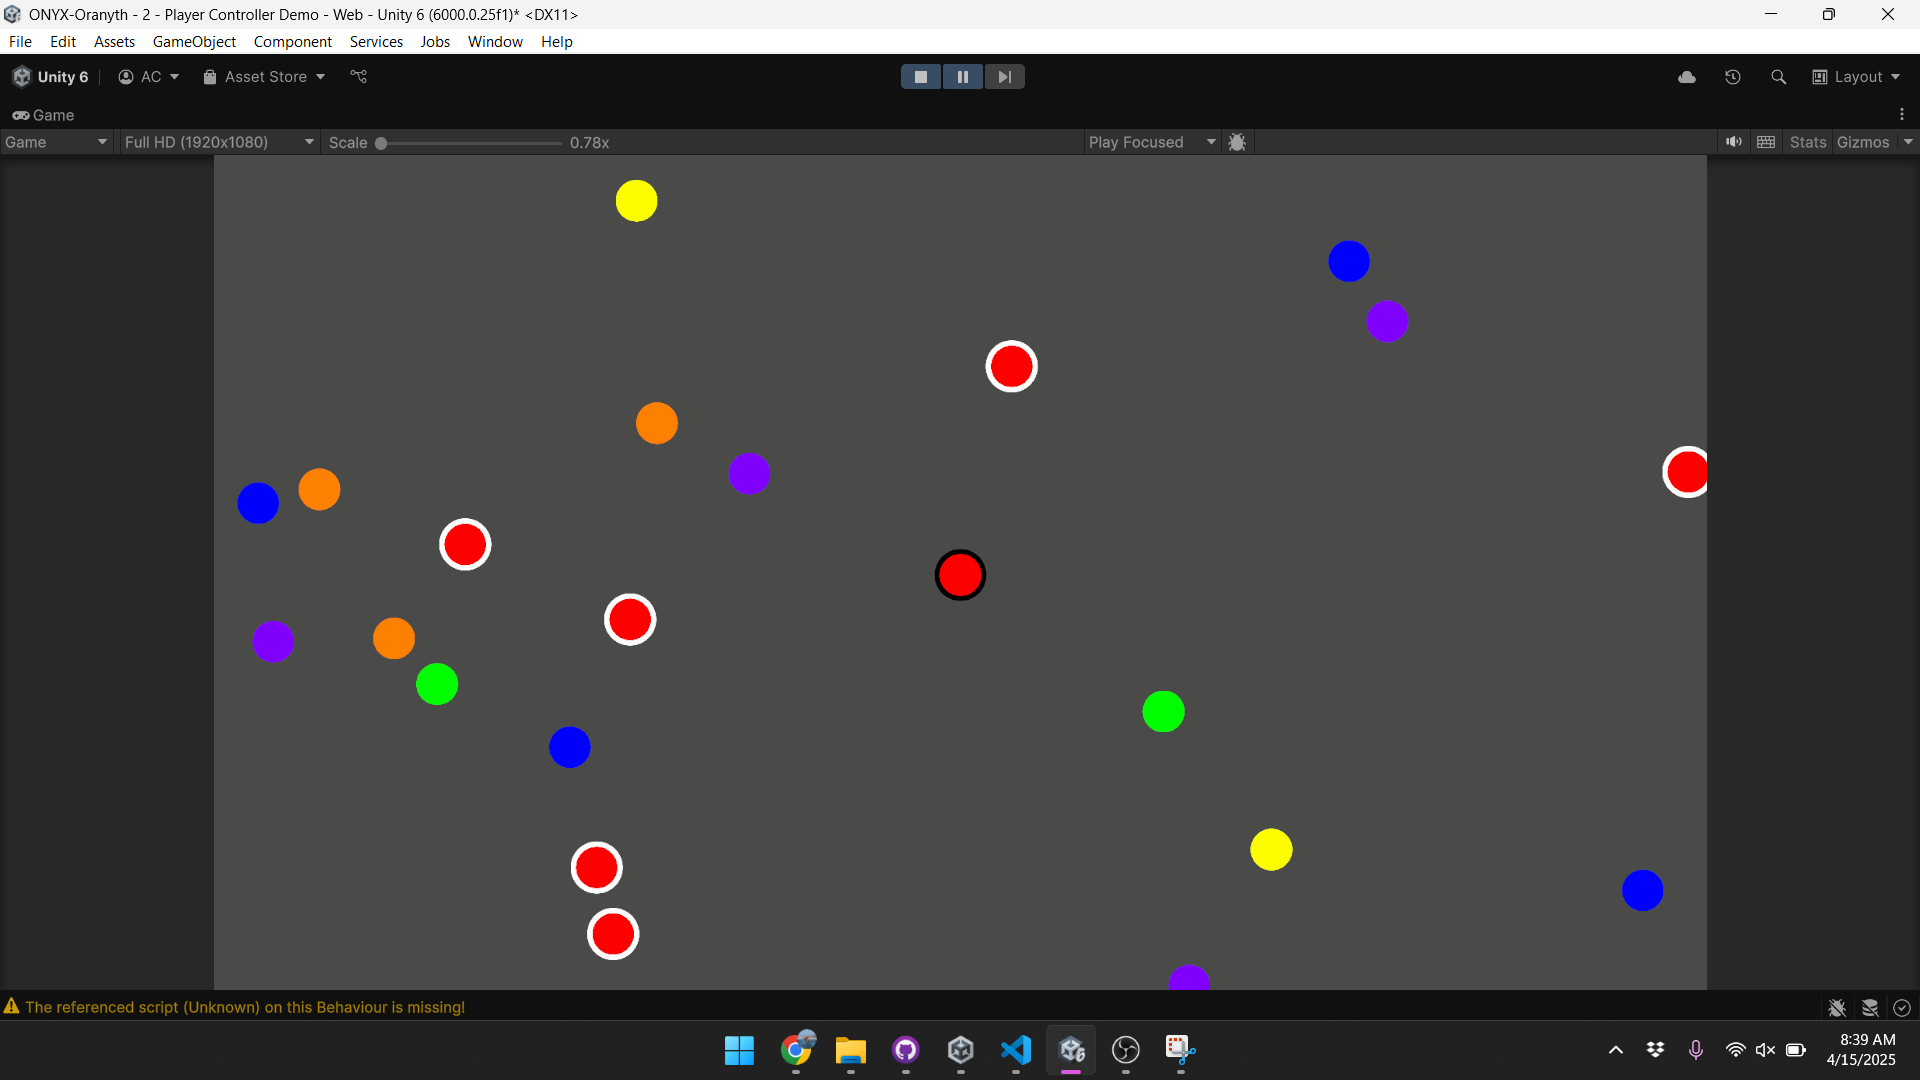 ONYX-Oranyth - 2 - Player Controller Demo - Web - Unity 6 (6000.0.25f1)* <DX11>
File Edit Assets GameObject Component Services Jobs Window Help
Unity 6 AC Asset Store Layout
Game
Game Full HD (1920x1080) Scale 0.78x Play Focused Stats Gizmos
The referenced script (Unknown) on this Behaviour is missing!
8:39 AM
4/15/2025